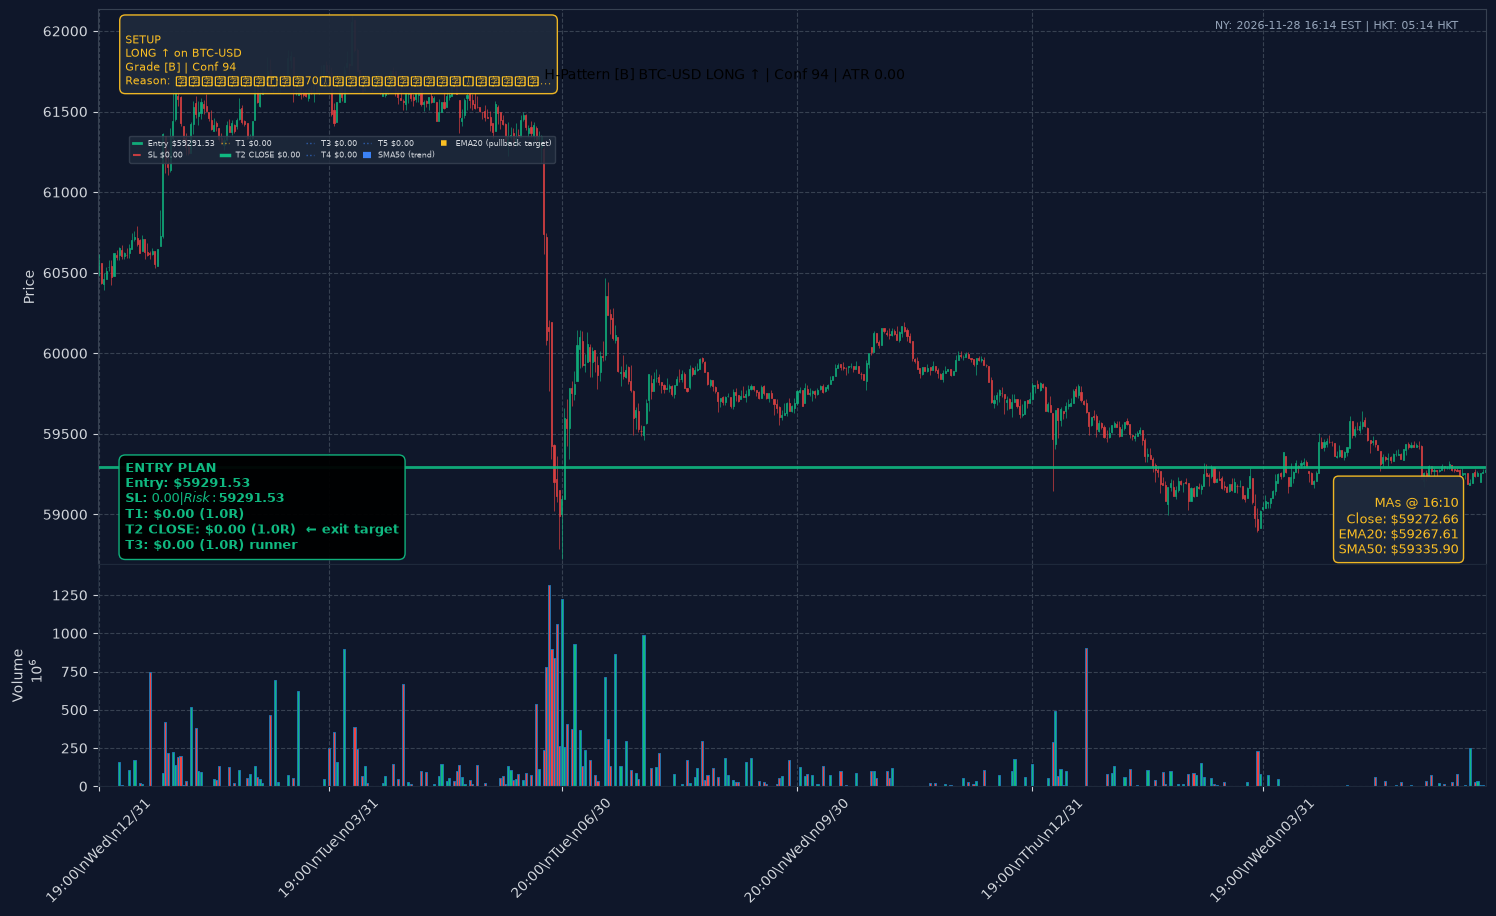 NY: 2026-11-28 16:14 EST | HKT: 05:14 HKT
SETUP
LONG ↑ on BTC-USD
Grade [B] | Conf 94
Reason: 70 ...
H-Pattern [B] BTC-USD LONG ↑ | Conf 94 | ATR 0.00
Entry $59291.53
SL $0.00
T1 $0.00
T2 CLOSE $0.00
T3 $0.00
T4 $0.00
T5 $0.00
SMA50 (trend)
EMA20 (pullback target)
Price
62000
61500
61000
60500
60000
59500
59000
ENTRY PLAN
Entry: $59291.53
SL: 0.00|Risk:59291.53
T1: $0.00 (1.0R)
T2 CLOSE: $0.00 (1.0R) ← exit target
T3: $0.00 (1.0R) runner
MAs @ 16:10
Close: $59272.66
EMA20: $59267.61
SMA50: $59335.90
Volume
10⁶
1250
1000
750
500
250
0
19:00\nWed\n12/31
19:00\nTue\n03/31
20:00\nTue\n06/30
20:00\nWed\n09/30
19:00\nThu\n12/31
19:00\nWed\n03/31